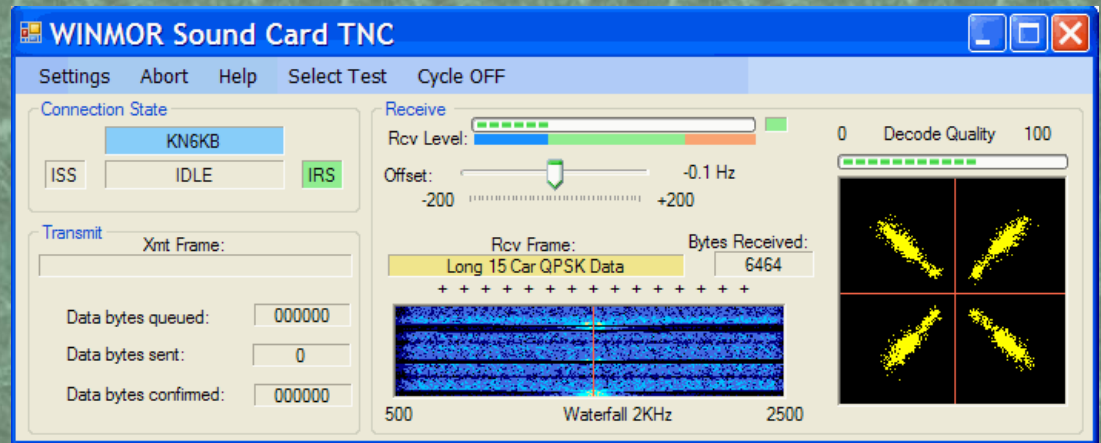 WINMOR Sound Card TNC
Settings Abort Help Select Test Cycle OFF
Connection State
KN6KB
ISS IDLE IRS
Transmit
Xmt Frame:
Data bytes queued: 000000
Data bytes sent: 0
Data bytes confirmed: 000000
Receive
Rcv Level:
Offset: -0.1 Hz
-200 +200
Rcv Frame: Bytes Received:
Long 15 Car QPSK Data 6464
+ + + + + + + + + + + + + + +
500 Waterfall 2KHz 2500
0 Decode Quality 100